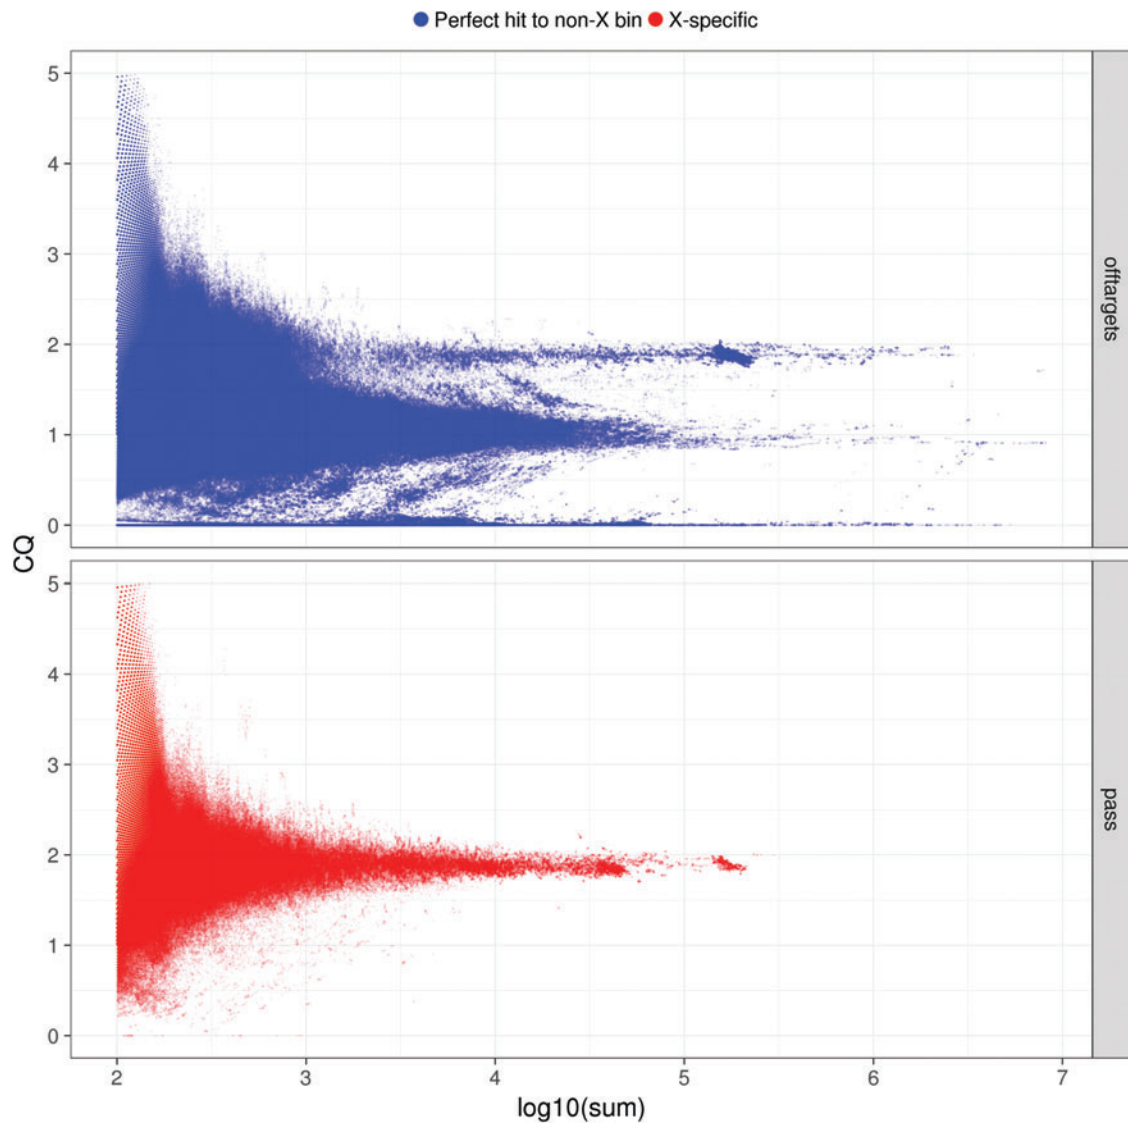 Perfect hit to non-X bin X-specific
5
4
3
2
1
0
offtargets
CQ
5
4
3
2
1
0
pass
2 3 4 5 6 7
log10(sum)